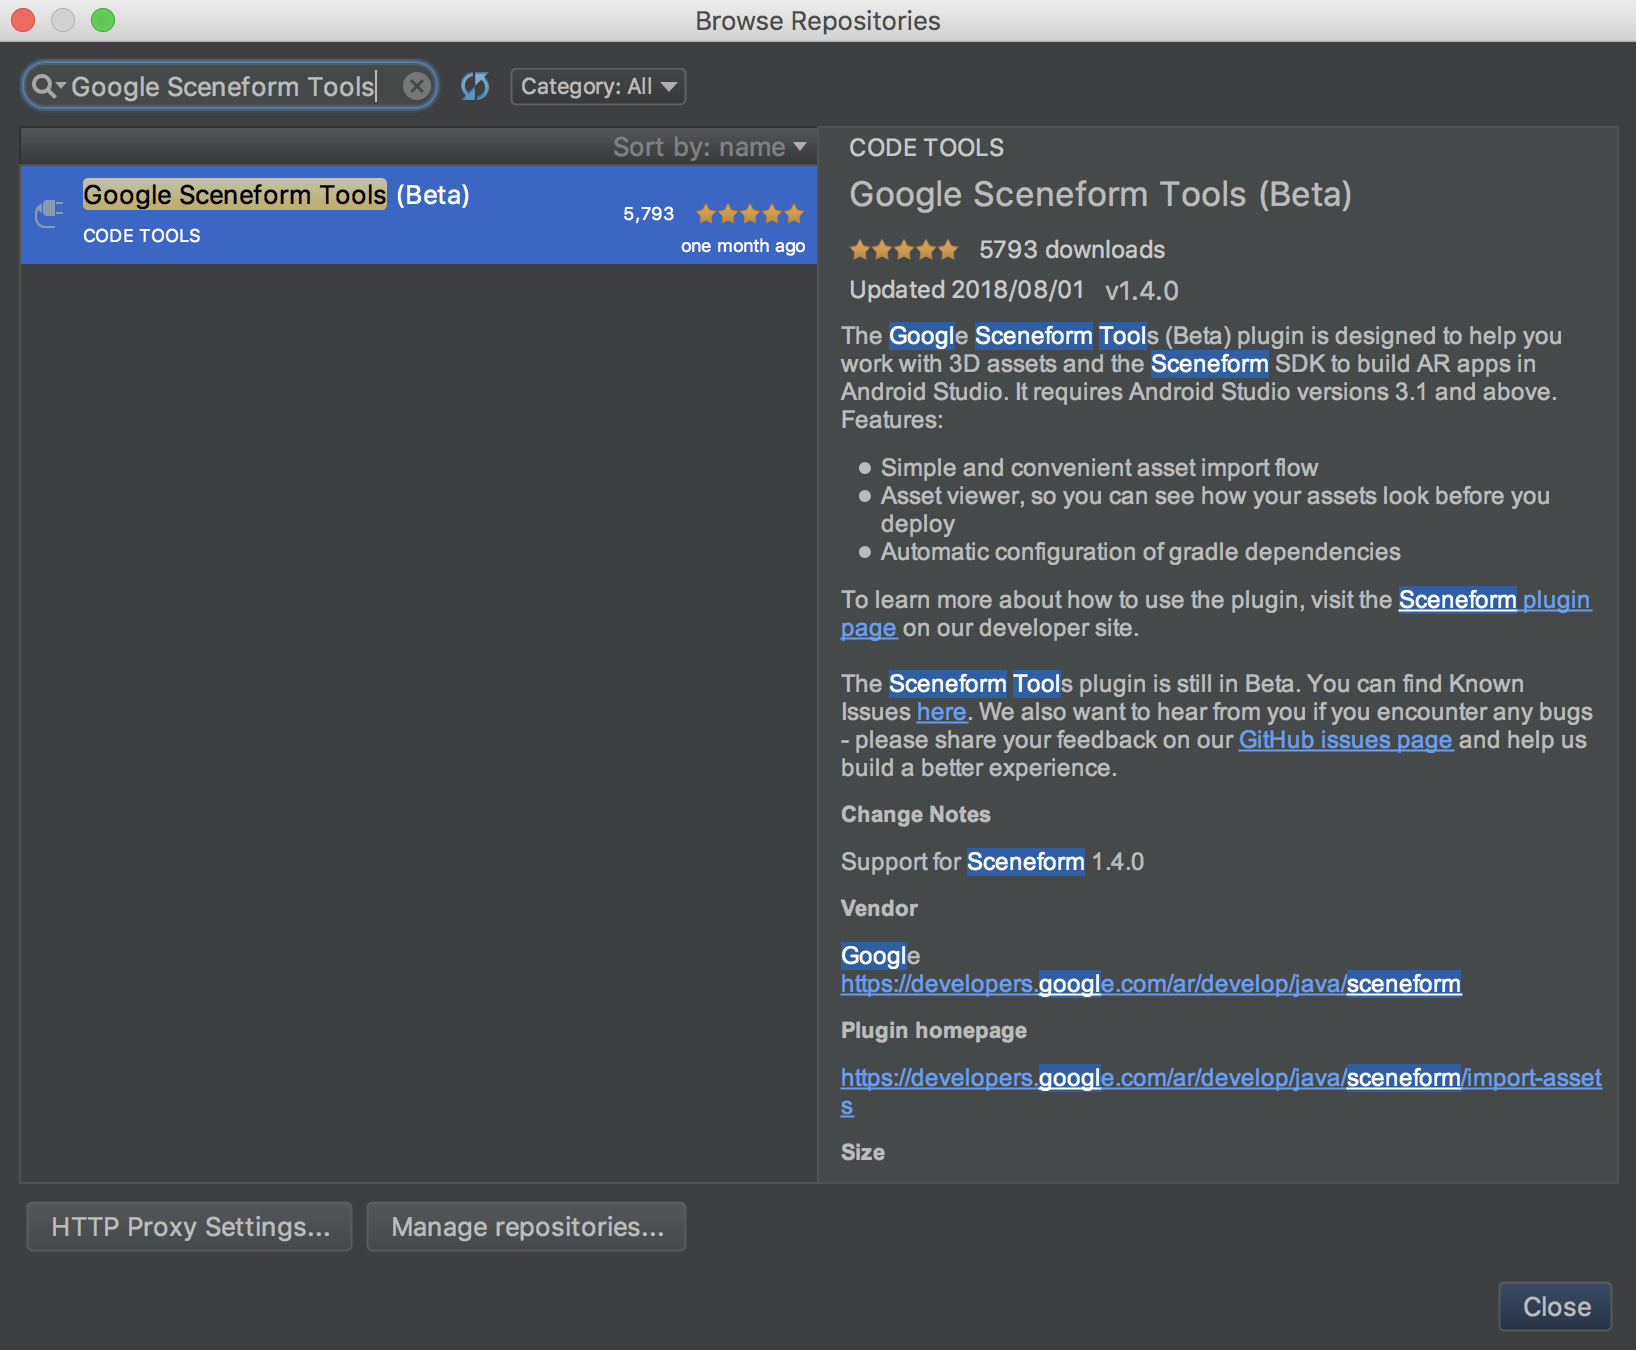 Browse Repositories
Google Sceneform Tools
Category: All
Sort by: name
Google Sceneform Tools (Beta)
CODE TOOLS
5,793
one month ago
CODE TOOLS
Google Sceneform Tools (Beta)
5793 downloads
Updated 2018/08/01 v1.4.0
The Google Sceneform Tools (Beta) plugin is designed to help you
work with 3D assets and the Sceneform SDK to build AR apps in
Android Studio. It requires Android Studio versions 3.1 and above.
Features:
Simple and convenient asset import flow
Asset viewer, so you can see how your assets look before you
deploy
Automatic configuration of gradle dependencies
To learn more about how to use the plugin, visit the Sceneform plugin
page on our developer site.
The Sceneform Tools plugin is still in Beta. You can find Known
Issues here. We also want to hear from you if you encounter any bugs
- please share your feedback on our GitHub issues page and help us
build a better experience.
Change Notes
Support for Sceneform 1.4.0
Vendor
Google
https://developers.google.com/ar/develop/java/sceneform
Plugin homepage
https://developers.google.com/ar/develop/java/sceneform/import-asset
s
Size
HTTP Proxy Settings...
Manage repositories...
Close